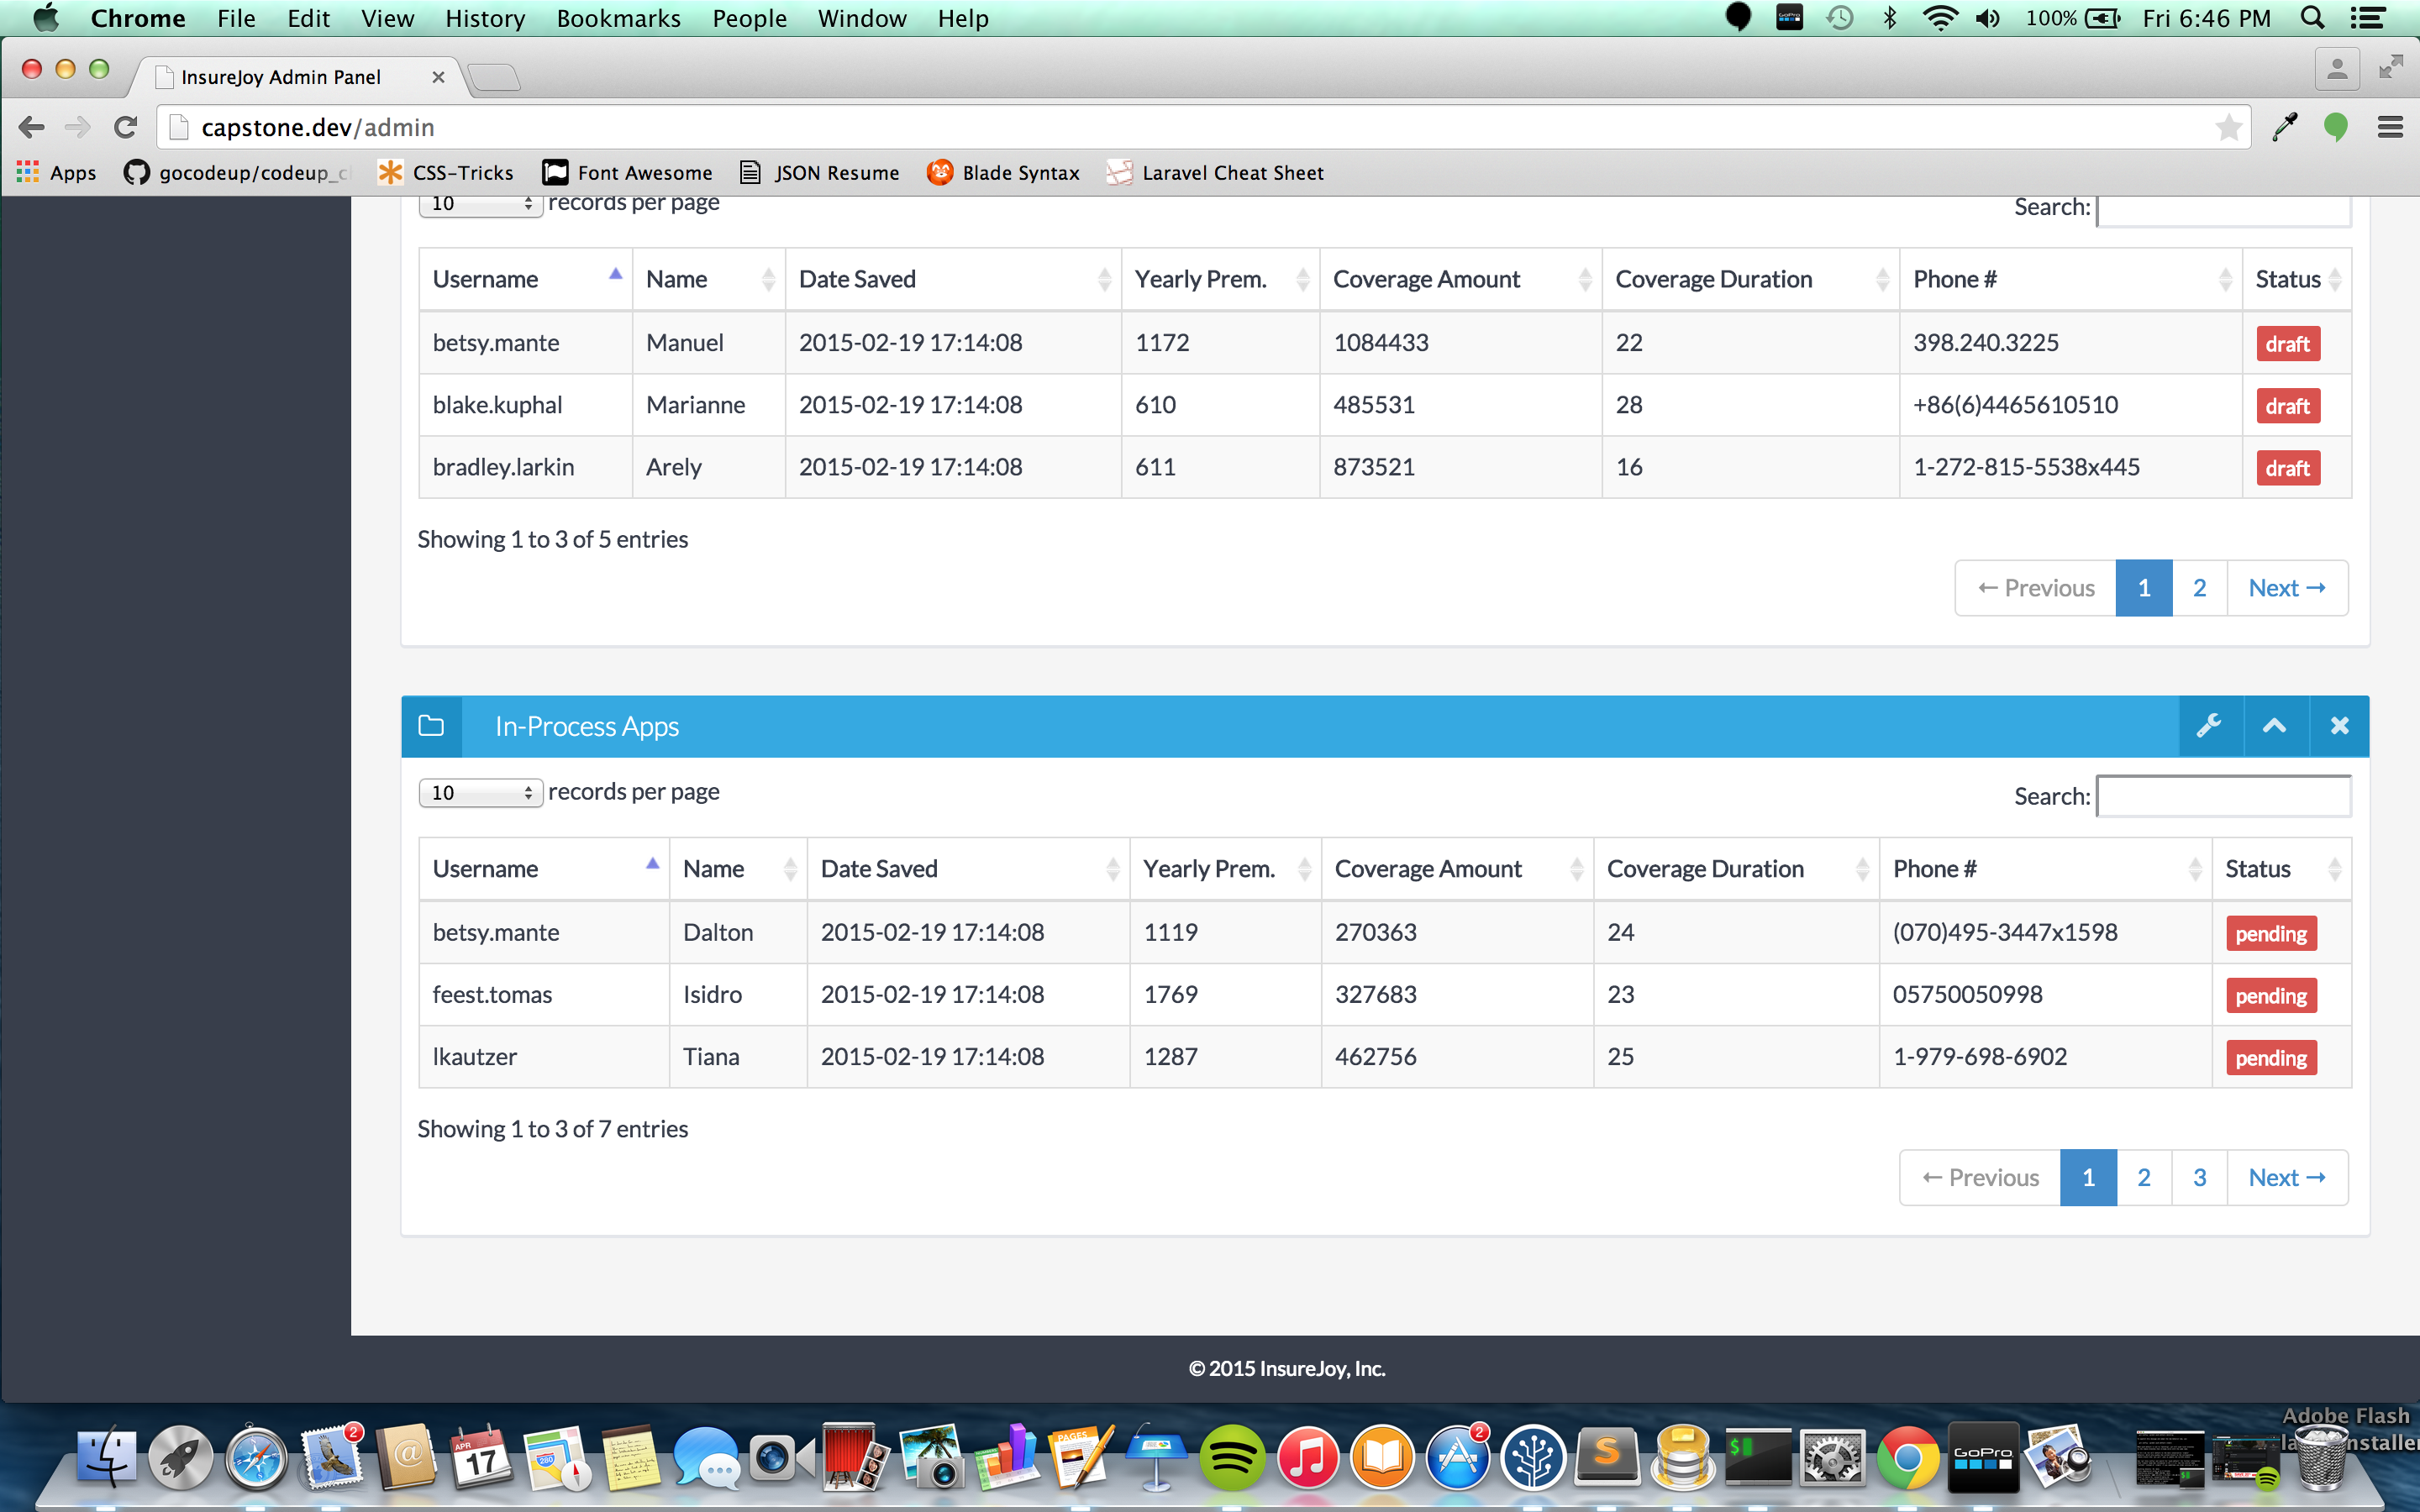 Chrome File Edit View History Bookmarks People Window Help GoPro 100% Fri 6:46 PM
InsureJoy Admin Panel
capstone.dev/admin
Apps gocodeup/codeup_c CSS-Tricks Font Awesome JSON Resume Blade Syntax Laravel Cheat Sheet
10 records per page Search:
Username Name Date Saved Yearly Prem. Coverage Amount Coverage Duration Phone # Status
betsy.mante Manuel 2015-02-19 17:14:08 1172 1084433 22 398.240.3225 draft
blake.kuphal Marianne 2015-02-19 17:14:08 610 485531 28 +86(6)4465610510 draft
bradley.larkin Arely 2015-02-19 17:14:08 611 873521 16 1-272-815-5538x445 draft
Showing 1 to 3 of 5 entries
← Previous 1 2 Next →
In-Process Apps
10 records per page Search:
Username Name Date Saved Yearly Prem. Coverage Amount Coverage Duration Phone # Status
betsy.mante Dalton 2015-02-19 17:14:08 1119 270363 24 (070)495-3447x1598 pending
feest.tomas Isidro 2015-02-19 17:14:08 1769 327683 23 05750050998 pending
lkautzer Tiana 2015-02-19 17:14:08 1287 462756 25 1-979-698-6902 pending
Showing 1 to 3 of 7 entries
← Previous 1 2 3 Next →
© 2015 InsureJoy, Inc.
Adobe Flash
2 APR 17 280 PAGES 2 S $ GoPro